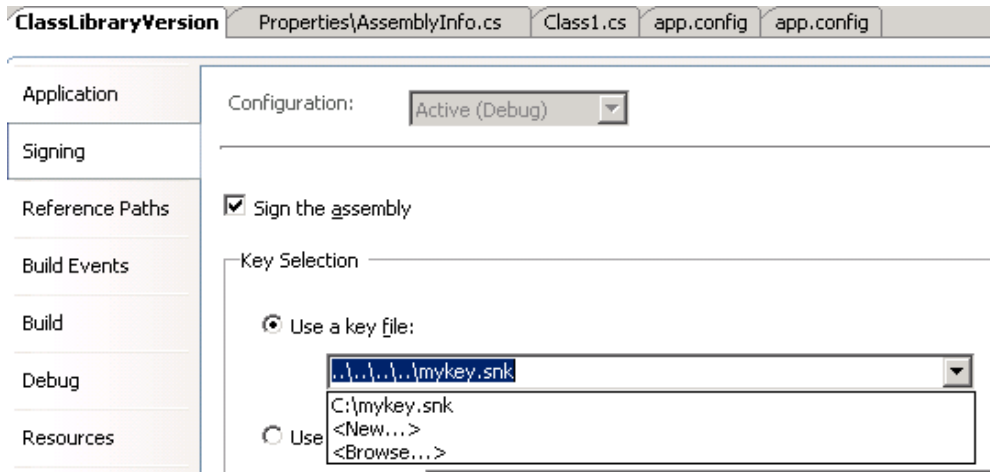 ClassLibraryVersion Properties\AssemblyInfo.cs Class1.cs app.config app.config
Application
Configuration: Active (Debug)
Signing
Reference Paths
Sign the assembly
Build Events
Key Selection
Build
Use a key file:
Debug
..\..\..\..\mykey.snk
C:\mykey.snk
Resources
Use
<New...>
<Browse...>